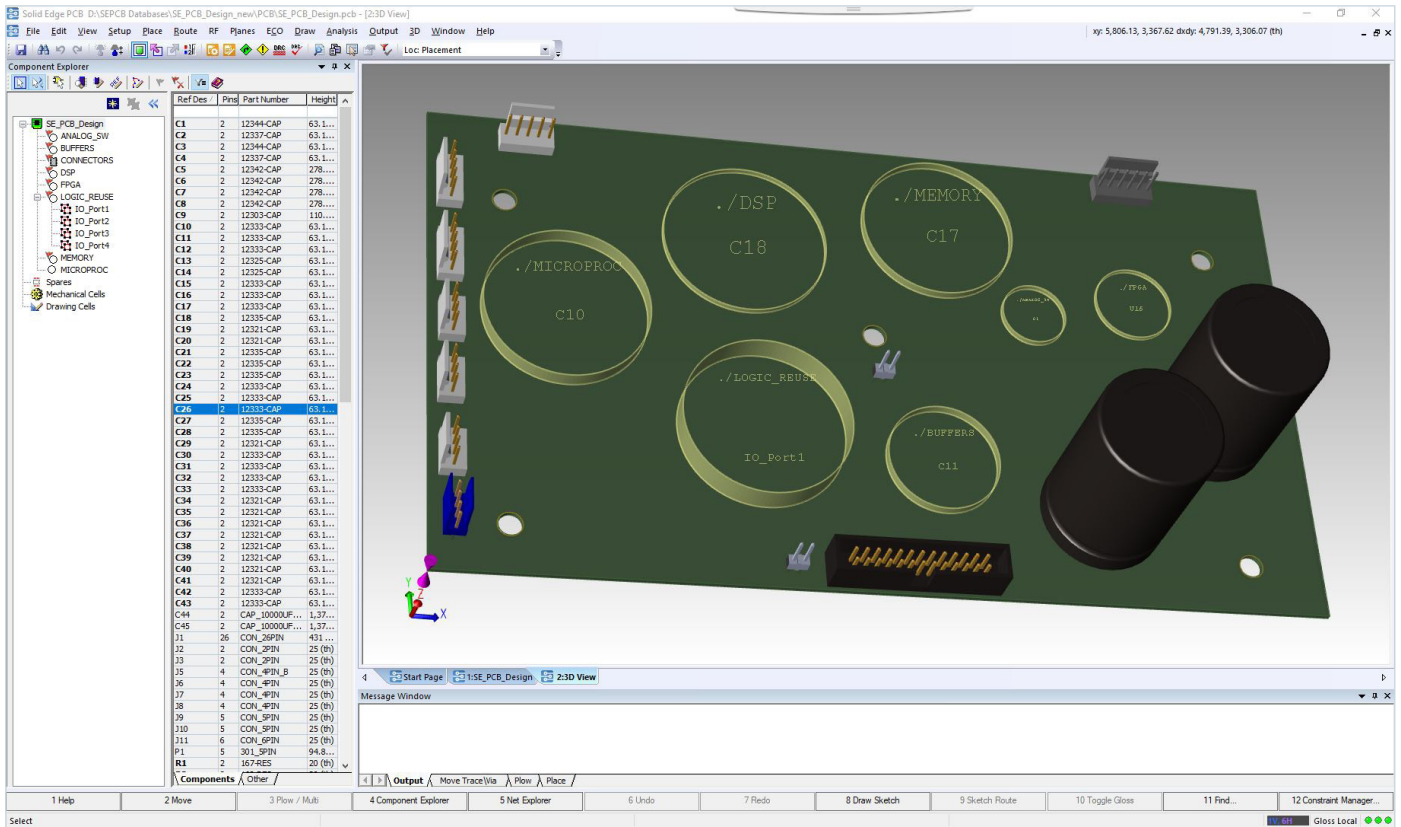 Solid Edge PCB D:\SEPCB Databases\SE_PCB_Design_new\PCB\SE_PCB_Design.pcb - [2:3D View]
File Edit View Setup Place Route RF Planes ECO Draw Analysis Output 3D Window Help
xy: 5,806.13, 3,367.62 dxdy: 4,791.39, 3,306.07 (th)
Loc: Placement
Component Explorer
SE_PCB_Design
ANALOG_SW
BUFFERS
CONNECTORS
DSP
FPGA
LOGIC_REUSE
IO_Port1
IO_Port2
IO_Port3
IO_Port4
MEMORY
MICROPROC
Spares
Mechanical Cells
Drawing Cells
Ref Des Pins Part Number Height
C1 2 12344-CAP 63.1...
C2 2 12337-CAP 63.1...
C3 2 12344-CAP 63.1...
C4 2 12337-CAP 63.1...
C5 2 12342-CAP 278....
C6 2 12342-CAP 278....
C7 2 12342-CAP 278....
C8 2 12342-CAP 278....
C9 2 12303-CAP 110....
C10 2 12333-CAP 63.1...
C11 2 12333-CAP 63.1...
C12 2 12333-CAP 63.1...
C13 2 12325-CAP 63.1...
C14 2 12325-CAP 63.1...
C15 2 12333-CAP 63.1...
C16 2 12333-CAP 63.1...
C17 2 12333-CAP 63.1...
C18 2 12335-CAP 63.1...
C19 2 12321-CAP 63.1...
C20 2 12321-CAP 63.1...
C21 2 12335-CAP 63.1...
C22 2 12335-CAP 63.1...
C23 2 12335-CAP 63.1...
C24 2 12333-CAP 63.1...
C25 2 12333-CAP 63.1...
C26 2 12333-CAP 63.1...
C27 2 12335-CAP 63.1...
C28 2 12335-CAP 63.1...
C29 2 12321-CAP 63.1...
C30 2 12333-CAP 63.1...
C31 2 12333-CAP 63.1...
C32 2 12333-CAP 63.1...
C33 2 12333-CAP 63.1...
C34 2 12321-CAP 63.1...
C35 2 12321-CAP 63.1...
C36 2 12321-CAP 63.1...
C37 2 12321-CAP 63.1...
C38 2 12321-CAP 63.1...
C39 2 12321-CAP 63.1...
C40 2 12321-CAP 63.1...
C41 2 12321-CAP 63.1...
C42 2 12333-CAP 63.1...
C43 2 12333-CAP 63.1...
C44 2 CAP_10000UF... 1,37...
C45 2 CAP_10000UF... 1,37...
J1 26 CON_26PIN 431 ...
J2 2 CON_2PIN 25 (th)
J3 2 CON_2PIN 25 (th)
J5 4 CON_4PIN_B 25 (th)
J6 4 CON_4PIN 25 (th)
J7 4 CON_4PIN 25 (th)
J8 4 CON_4PIN 25 (th)
J9 5 CON_5PIN 25 (th)
J10 5 CON_5PIN 25 (th)
J11 6 CON_6PIN 25 (th)
P1 5 301_5PIN 94.8...
R1 2 167-RES 20 (th)
Components Other
./DSP
C18
./MEMORY
C17
./MICROPROC
C10
./FPGA
U16
./LOGIC_REUSE
IO_Port1
./BUFFERS
C11
Y
Z
X
Start Page 1:SE_PCB_Design 2:3D View
Message Window
Output Move Trace\Via Plow Place
1 Help 2 Move 3 Plow / Multi 4 Component Explorer 5 Net Explorer 6 Undo 7 Redo 8 Draw Sketch 9 Sketch Route 10 Toggle Gloss 11 Find... 12 Constraint Manager...
Select
1V, 6H Gloss Local